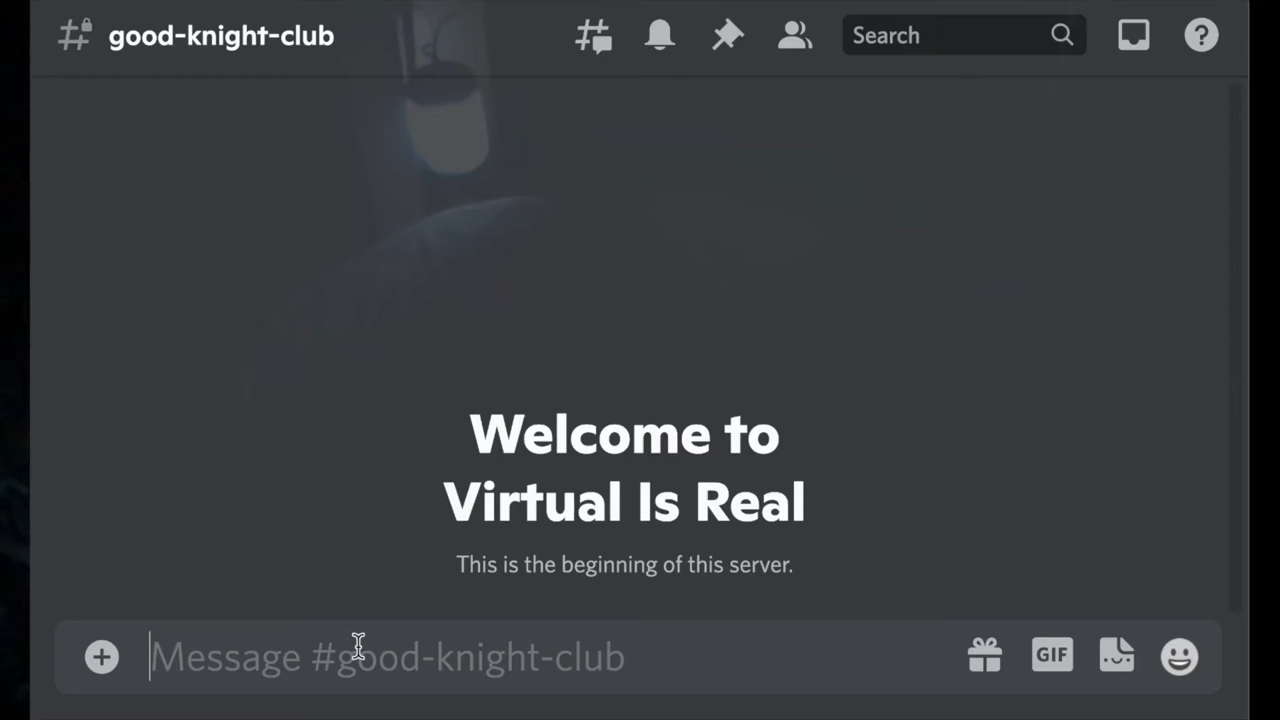 good-knight-club
Search
Welcome to
Virtual Is Real
This is the beginning of this server.
Message #good-knight-club
GIF